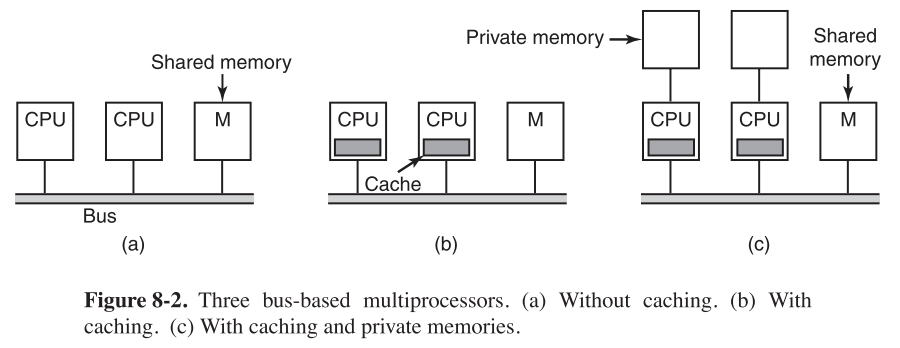 Shared memory
CPU
CPU
M
Bus
(a)
CPU
CPU
M
Cache
(b)
Private memory
Shared
memory
CPU
CPU
M
(c)
Figure 8-2. Three bus-based multiprocessors. (a) Without caching. (b) With
caching. (c) With caching and private memories.